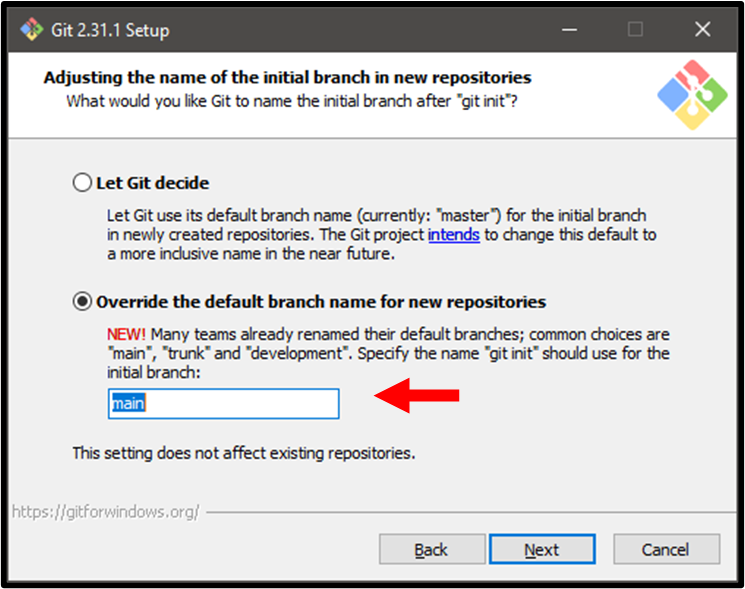 Git 2.31.1 Setup
Adjusting the name of the initial branch in new repositories
What would you like Git to name the initial branch after "git init"?
Let Git decide
Let Git use its default branch name (currently: "master") for the initial branch
in newly created repositories. The Git project intends to change this default to
a more inclusive name in the near future.
Override the default branch name for new repositories
NEW! Many teams already renamed their default branches; common choices are
"main", "trunk" and "development". Specify the name "git init" should use for the
initial branch:
main
This setting does not affect existing repositories.
https://gitforwindows.org/
Back
Next
Cancel